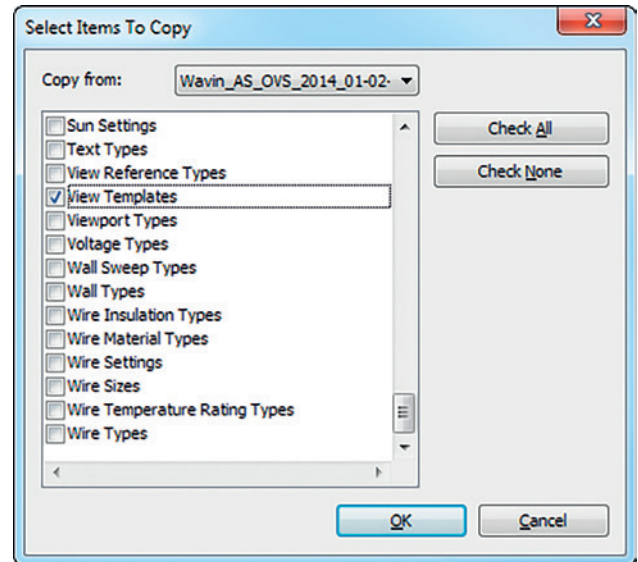 Select Items To Copy
Copy from: Wavin_AS_OVS_2014_01-02-
Sun Settings
Text Types
View Reference Types
View Templates
Viewport Types
Voltage Types
Wall Sweep Types
Wall Types
Wire Insulation Types
Wire Material Types
Wire Settings
Wire Sizes
Wire Temperature Rating Types
Wire Types
Check All
Check None
OK
Cancel